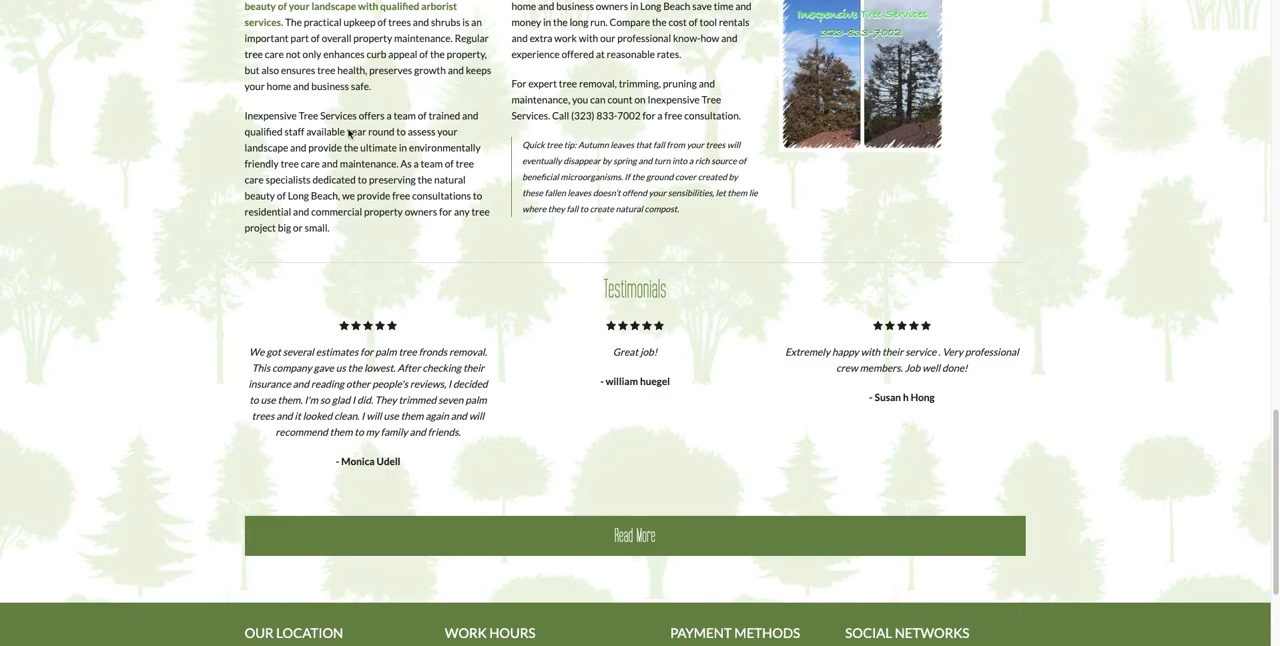 beauty of your landscape with qualified arborist
services. The practical upkeep of trees and shrubs is an
important part of overall property maintenance. Regular
tree care not only enhances curb appeal of the property,
but also ensures tree health, preserves growth and keeps
your home and business safe.
Inexpensive Tree Services offers a team of trained and
qualified staff available year round to assess your
landscape and provide the ultimate in environmentally
friendly tree care and maintenance. As a team of tree
care specialists dedicated to preserving the natural
beauty of Long Beach, we provide free consultations to
residential and commercial property owners for any tree
project big or small.
home and business owners in Long Beach save time and
money in the long run. Compare the cost of tool rentals
and extra work with our professional know-how and
experience offered at reasonable rates.
For expert tree removal, trimming, pruning and
maintenance, you can count on Inexpensive Tree
Services. Call (323) 833-7002 for a free consultation.
Quick tree tip: Autumn leaves that fall from your trees will
eventually disappear by spring and turn into a rich source of
beneficial microorganisms. If the ground cover created by
these fallen leaves doesn't offend your sensibilities, let them lie
where they fall to create natural compost.
Inexpensive Tree Services
323-833-7002
Testimonials
We got several estimates for palm tree fronds removal.
This company gave us the lowest. After checking their
insurance and reading other people's reviews, I decided
to use them. I'm so glad I did. They trimmed seven palm
trees and it looked clean. I will use them again and will
recommend them to my family and friends.
- Monica Udell
Great job!
- william huegel
Extremely happy with their service . Very professional
crew members. Job well done!
- Susan h Hong
Read More
OUR LOCATION
WORK HOURS
PAYMENT METHODS
SOCIAL NETWORKS